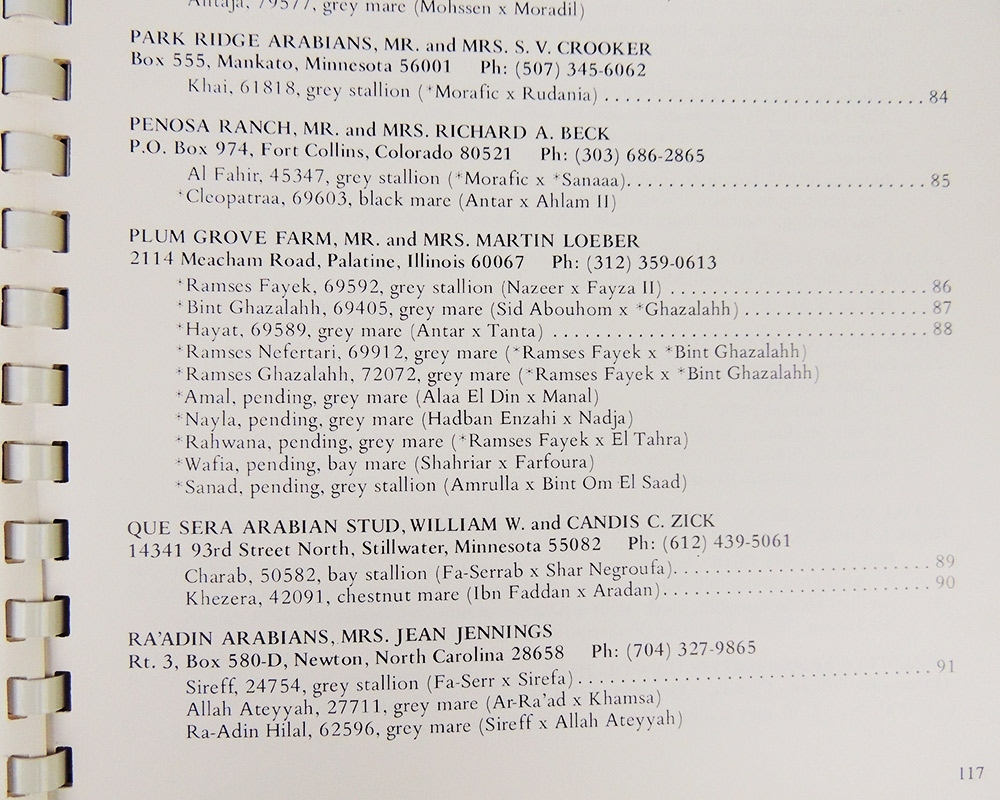 Antaja, 79577, grey mare (Mohssen x Moradil)
PARK RIDGE ARABIANS, MR. and MRS. S. V. CROOKER
Box 555, Mankato, Minnesota 56001 Ph: (507) 345-6062
Khai, 61818, grey stallion (*Morafic x Rudania) . . . . . . . . . . . . . . . . . . . . . . . . . . . . . . 84
PENOSA RANCH, MR. and MRS. RICHARD A. BECK
P.O. Box 974, Fort Collins, Colorado 80521 Ph: (303) 686-2865
Al Fahir, 45347, grey stallion (*Morafic x *Sanaaa). . . . . . . . . . . . . . . . . . . . . . . . . . . . 85
*Cleopatraa, 69603, black mare (Antar x Ahlam II)
PLUM GROVE FARM, MR. and MRS. MARTIN LOEBER
2114 Meacham Road, Palatine, Illinois 60067 Ph: (312) 359-0613
*Ramses Fayek, 69592, grey stallion (Nazeer x Fayza II) . . . . . . . . . . . . . . . . . . . . . . . . . 86
*Bint Ghazalahh, 69405, grey mare (Sid Abouhom x *Ghazalahh) . . . . . . . . . . . . . . . . . 87
*Hayat, 69589, grey mare (Antar x Tanta) . . . . . . . . . . . . . . . . . . . . . . . . . . . . . . . . . . . 88
*Ramses Nefertari, 69912, grey mare (*Ramses Fayek x *Bint Ghazalahh)
*Ramses Ghazalahh, 72072, grey mare (*Ramses Fayek x *Bint Ghazalahh)
*Amal, pending, grey mare (Alaa El Din x Manal)
*Nayla, pending, grey mare (Hadban Enzahi x Nadja)
*Rahwana, pending, grey mare (*Ramses Fayek x El Tahra)
*Wafia, pending, bay mare (Shahriar x Farfoura)
*Sanad, pending, grey stallion (Amrulla x Bint Om El Saad)
QUE SERA ARABIAN STUD, WILLIAM W. and CANDIS C. ZICK
14341 93rd Street North, Stillwater, Minnesota 55082 Ph: (612) 439-5061
Charab, 50582, bay stallion (Fa-Serrab x Shar Negroufa). . . . . . . . . . . . . . . . . . . . . . . . 89
Khezera, 42091, chestnut mare (Ibn Faddan x Aradan). . . . . . . . . . . . . . . . . . . . . . . . . . 90
RA'ADIN ARABIANS, MRS. JEAN JENNINGS
Rt. 3, Box 580-D, Newton, North Carolina 28658 Ph: (704) 327-9865
Sireff, 24754, grey stallion (Fa-Serr x Sirefa) . . . . . . . . . . . . . . . . . . . . . . . . . . . . . . . . . 91
Allah Ateyyah, 27711, grey mare (Ar-Ra'ad x Khamsa)
Ra-Adin Hilal, 62596, grey mare (Sireff x Allah Ateyyah)
117